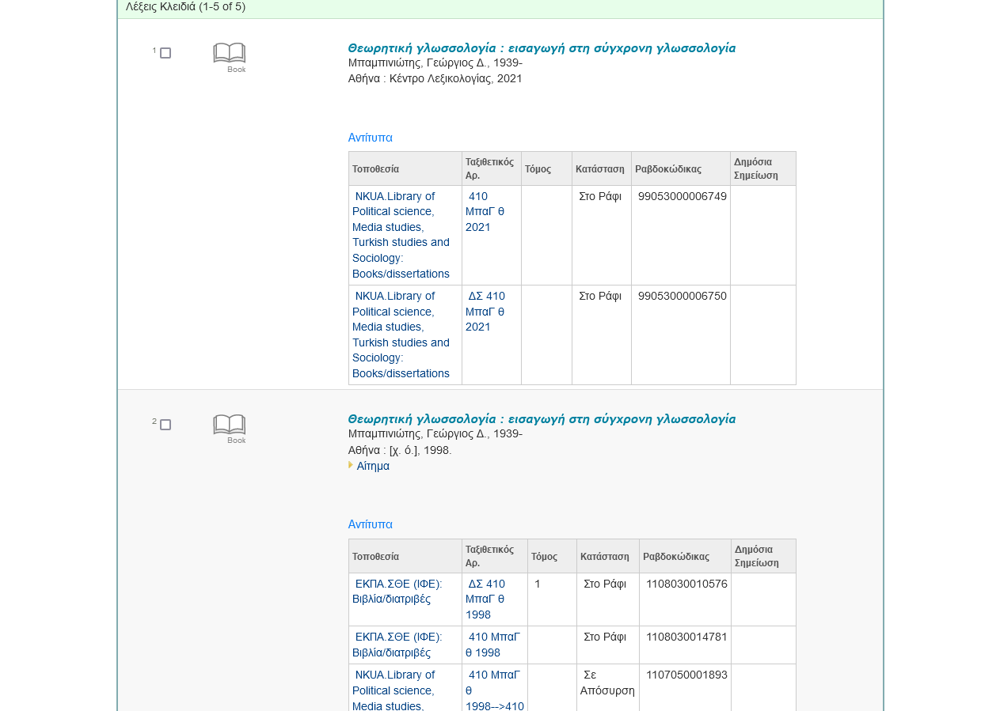 Λέξεις Κλειδιά (1-5 of 5)
1
Book
Θεωρητική γλωσσολογία : εισαγωγή στη σύγχρονη γλωσσολογία
Μπαμπινιώτης, Γεώργιος Δ., 1939-
Αθήνα : Κέντρο Λεξικολογίας, 2021
Αντίτυπα
Τοποθεσία
Ταξιθετικός
Αρ.
Τόμος
Κατάσταση
Ραβδοκώδικας
Δημόσια
Σημείωση
NKUA.Library of
Political science,
Media studies,
Turkish studies and
Sociology:
Books/dissertations
410
ΜπαΓ θ
2021
Στο Ράφι
99053000006749
NKUA.Library of
Political science,
Media studies,
Turkish studies and
Sociology:
Books/dissertations
ΔΣ 410
ΜπαΓ θ
2021
Στο Ράφι
99053000006750
2
Book
Θεωρητική γλωσσολογία : εισαγωγή στη σύγχρονη γλωσσολογία
Μπαμπινιώτης, Γεώργιος Δ., 1939-
Αθήνα : [χ. ό.], 1998.
Αίτημα
Αντίτυπα
Τοποθεσία
Ταξιθετικός
Αρ.
Τόμος
Κατάσταση
Ραβδοκώδικας
Δημόσια
Σημείωση
ΕΚΠΑ.ΣΘΕ (ΙΦΕ):
Βιβλία/διατριβές
ΔΣ 410
ΜπαΓ θ
1998
1
Στο Ράφι
1108030010576
ΕΚΠΑ.ΣΘΕ (ΙΦΕ):
Βιβλία/διατριβές
410 ΜπαΓ
θ 1998
Στο Ράφι
1108030014781
NKUA.Library of
Political science,
Media studies,
410 ΜπαΓ
θ
1998-->410
Σε
Απόσυρση
1107050001893